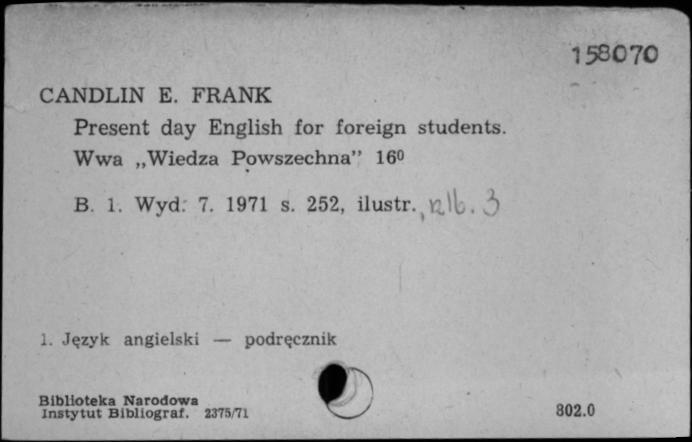 158070
CANDLIN E. FRANK
Present day English for foreign students.
Wwa „Wiedza Powszechna” 16⁰
B. 1. Wyd. 7. 1971 s. 252, ilustr., nlb. 3
1. Język angielski — podręcznik
Biblioteka Narodowa
Instytut Bibliograf. 2375/71
802.0